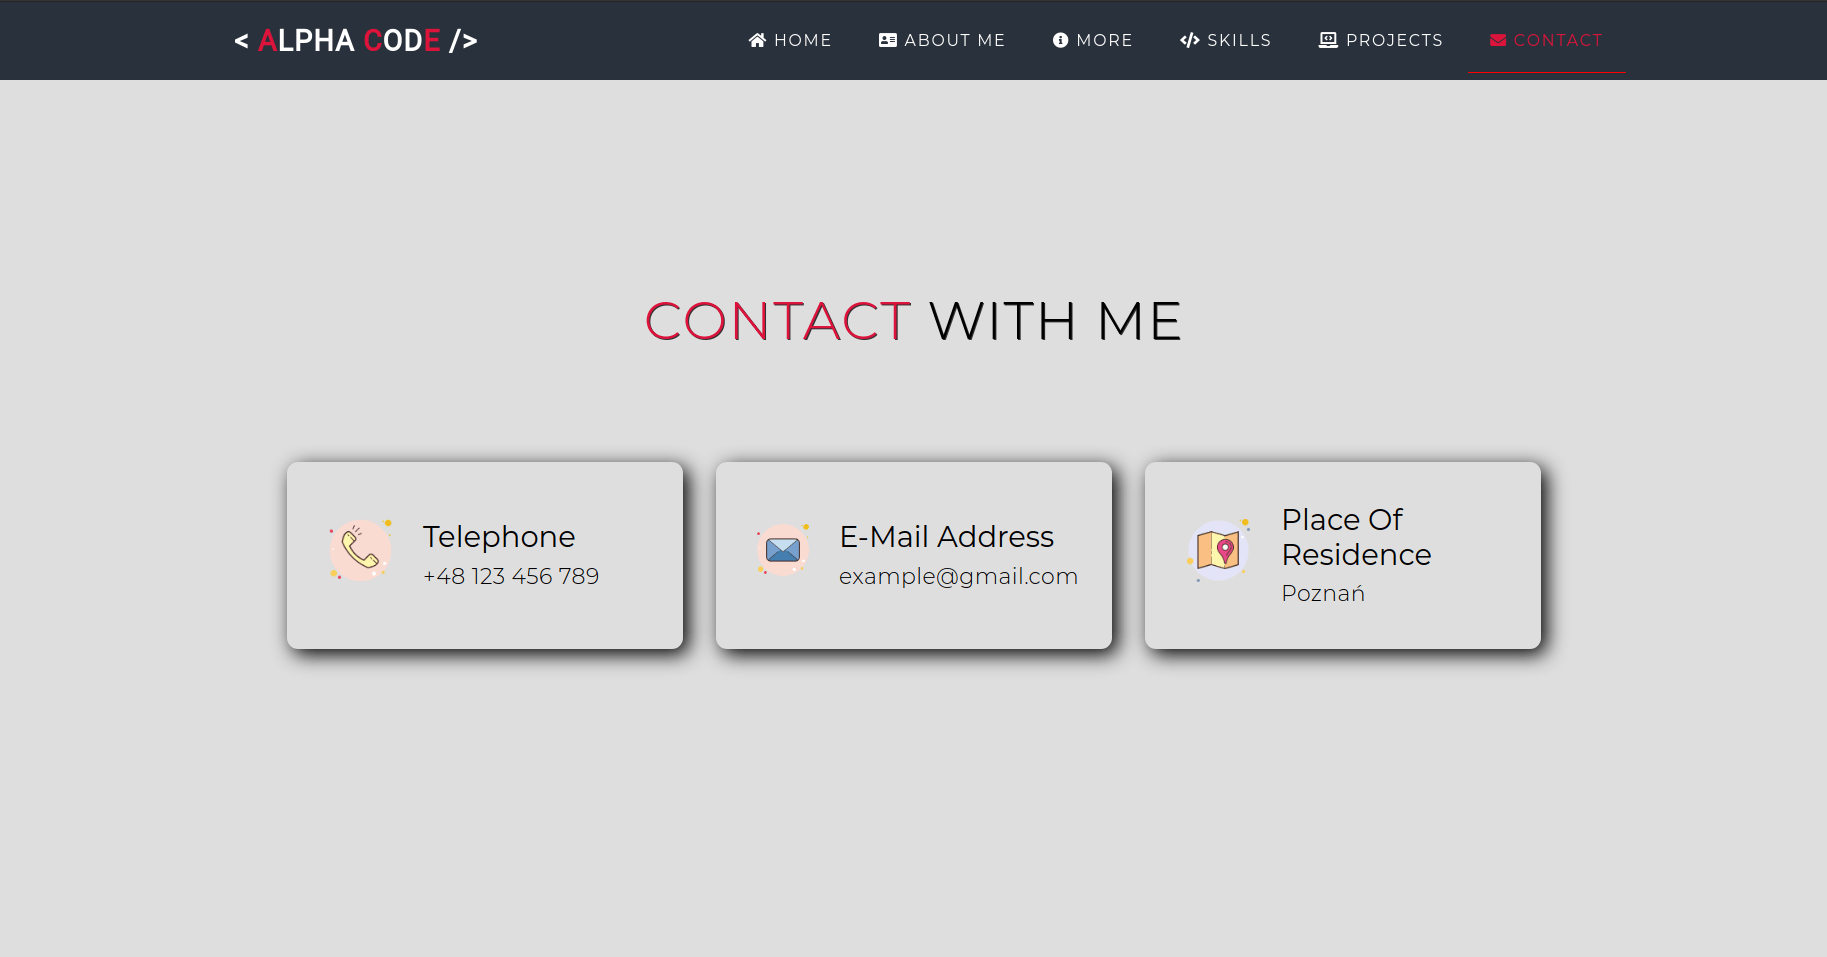 < ALPHA CODE />
HOME
ABOUT ME
MORE
SKILLS
PROJECTS
CONTACT
CONTACT WITH ME
Telephone
+48 123 456 789
E-Mail Address
example@gmail.com
Place Of
Residence
Poznań